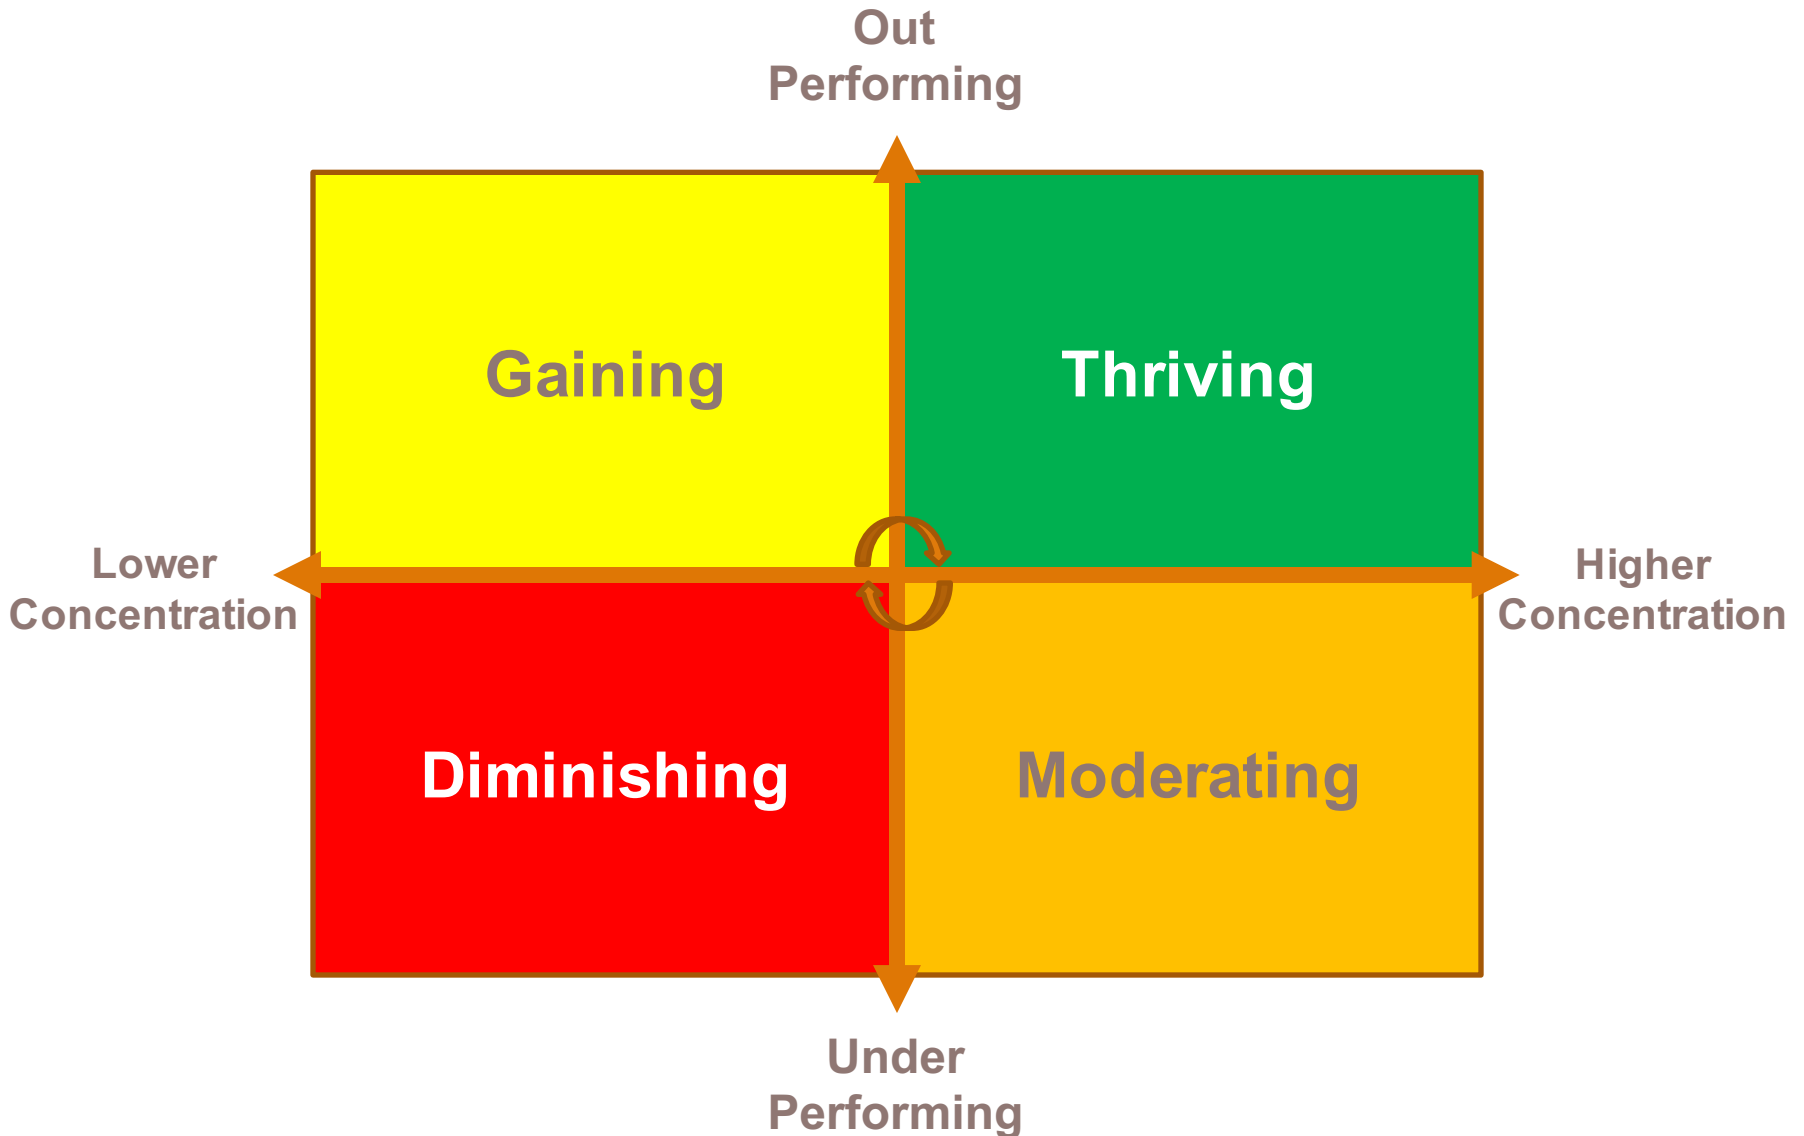 Out
Performing
Gaining
Thriving
Lower
Concentration
Higher
Concentration
Diminishing
Moderating
Under
Performing